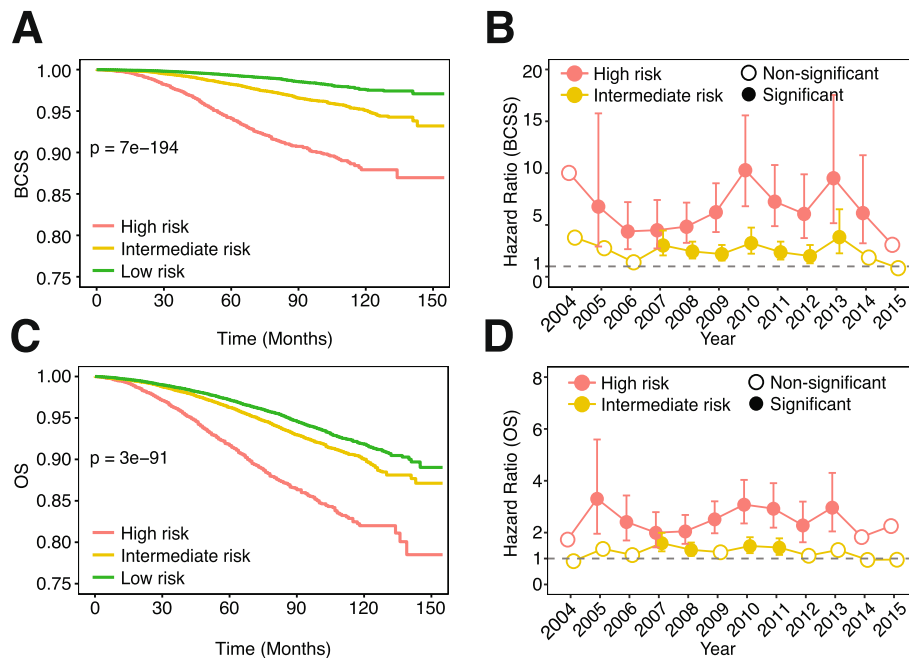 A
BCSS
1.00
0.95
0.90
0.85
0.80
0.75
p = 7e−194
High risk
Intermediate risk
Low risk
0 30 60 90 120 150
Time (Months)
B
Hazard Ratio (BCSS)
20
15
10
5
1
0
High risk
Intermediate risk
Non-significant
Significant
2004 2005 2006 2007 2008 2009 2010 2011 2012 2013 2014 2015
Year
C
OS
1.00
0.95
0.90
0.85
0.80
0.75
p = 3e−91
High risk
Intermediate risk
Low risk
0 30 60 90 120 150
Time (Months)
D
Hazard Ratio (OS)
8
6
4
2
1
0
High risk
Intermediate risk
Non-significant
Significant
2004 2005 2006 2007 2008 2009 2010 2011 2012 2013 2014 2015
Year